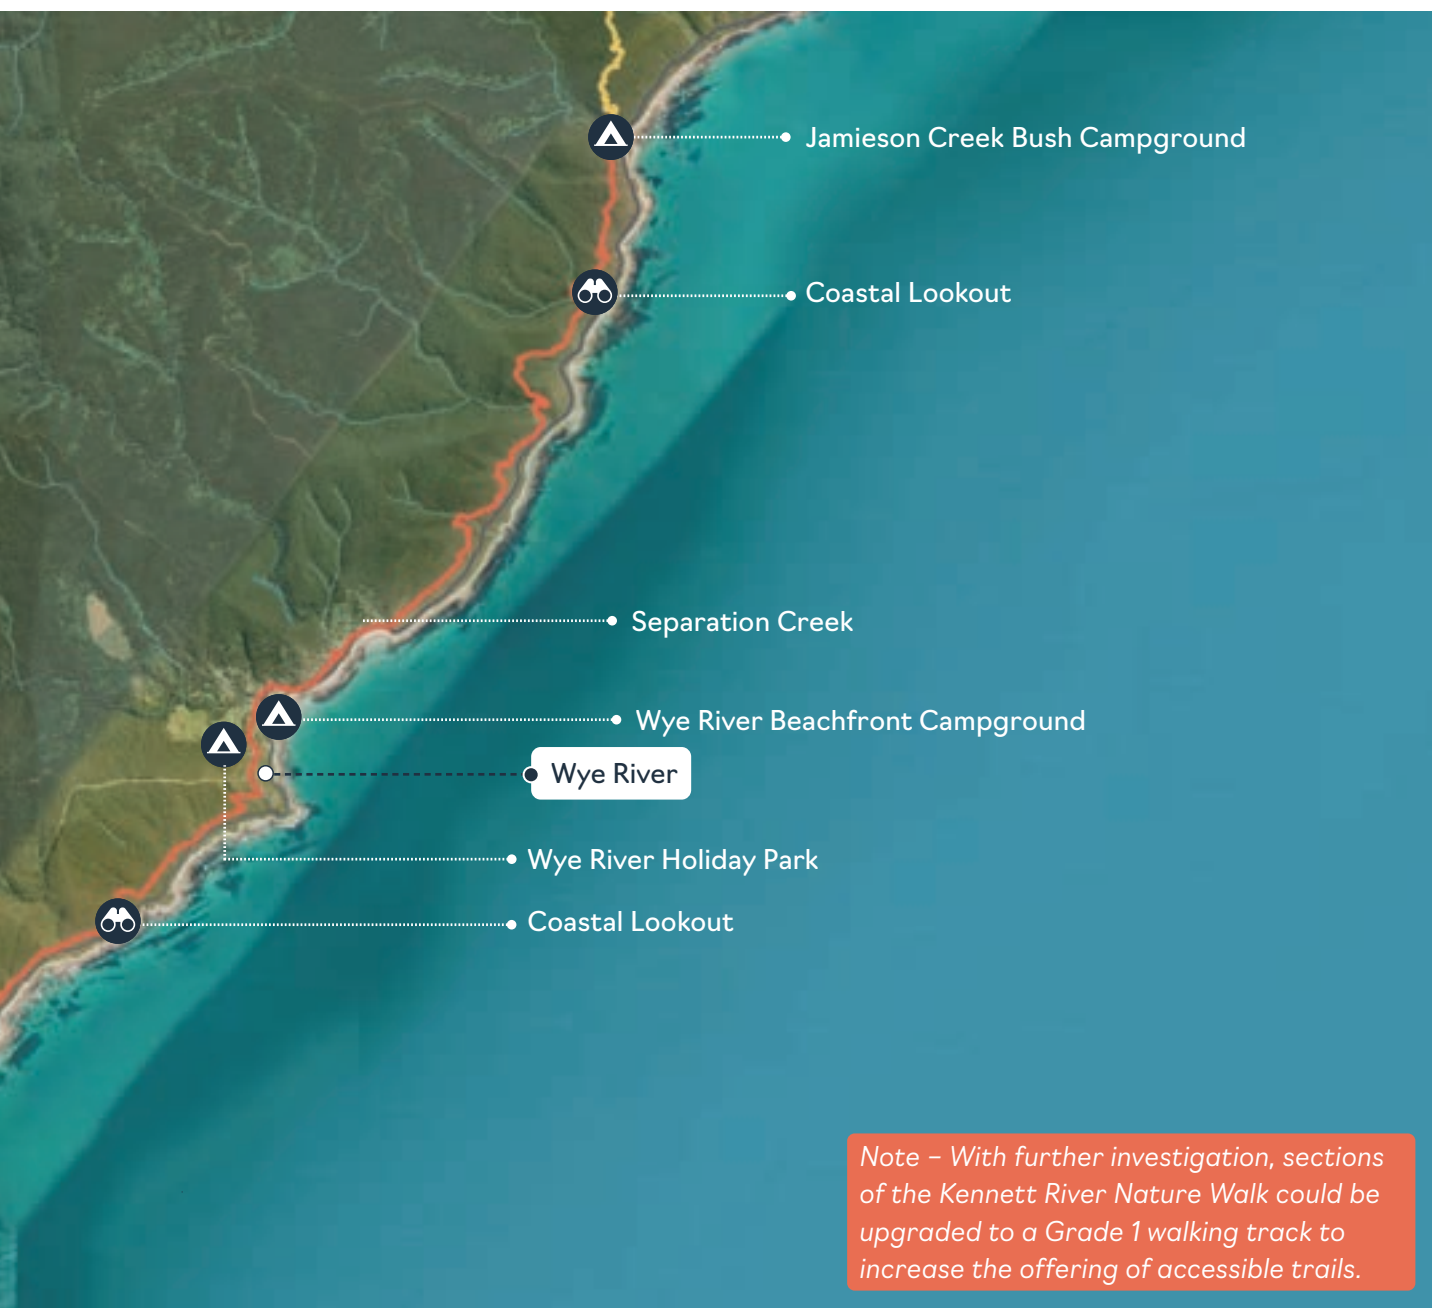 Jamieson Creek Bush Campground
Coastal Lookout
Separation Creek
Wye River Beachfront Campground
Wye River
Wye River Holiday Park
Coastal Lookout
Note – With further investigation, sections
of the Kennett River Nature Walk could be
upgraded to a Grade 1 walking track to
increase the offering of accessible trails.